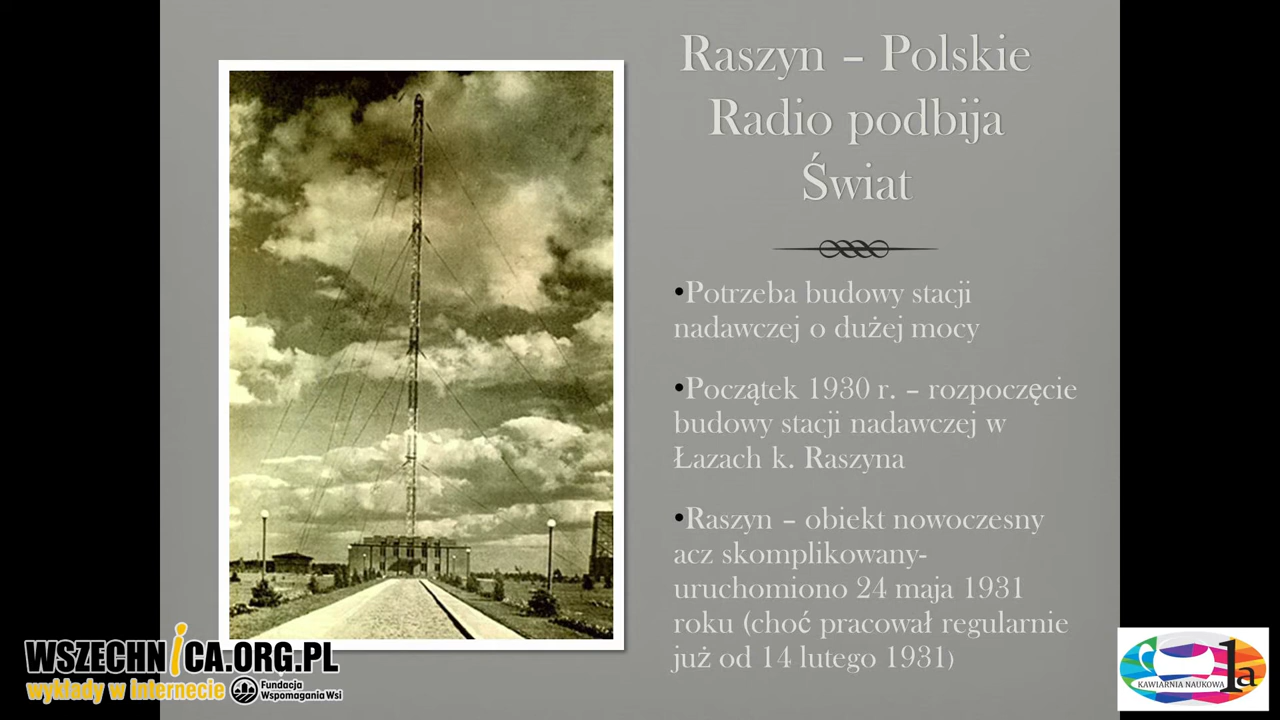 Raszyn – Polskie
Radio podbija
Świat
•Potrzeba budowy stacji
nadawczej o dużej mocy
•Początek 1930 r. – rozpoczęcie
budowy stacji nadawczej w
Łazach k. Raszyna
•Raszyn – obiekt nowoczesny
acz skomplikowany-
uruchomiono 24 maja 1931
roku (choć pracował regularnie
już od 14 lutego 1931)
WSZECHNiCA.ORG.PL
wykłady w internecie
Fundacja
Wspomagania Wsi
KAWIARNIA NAUKOWA
1a